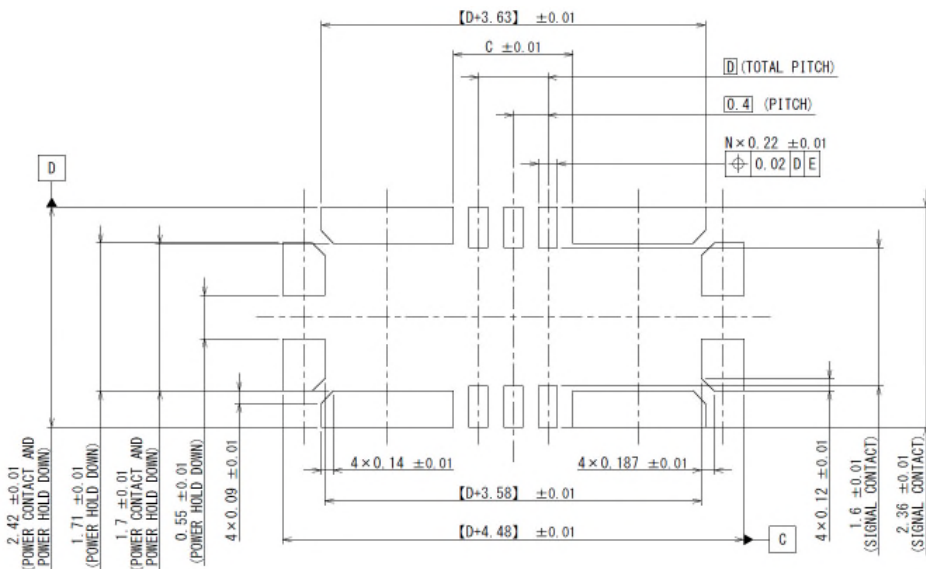 【D+3.63】 ±0.01
C ±0.01
D (TOTAL PITCH)
0.4 (PITCH)
N×0.22 ±0.01
⌖ 0.02 D E
D
2.42 ±0.01
(POWER CONTACT AND
POWER HOLD DOWN)
1.71 ±0.01
(POWER HOLD DOWN)
1.7 ±0.01
(POWER CONTACT AND
POWER HOLD DOWN)
0.55 ±0.01
(POWER HOLD DOWN)
4×0.09 ±0.01
4×0.14 ±0.01
4×0.187 ±0.01
【D+3.58】 ±0.01
【D+4.48】 ±0.01
C
4×0.12 ±0.01
1.6 ±0.01
(SIGNAL CONTACT)
2.36 ±0.01
(SIGNAL CONTACT)